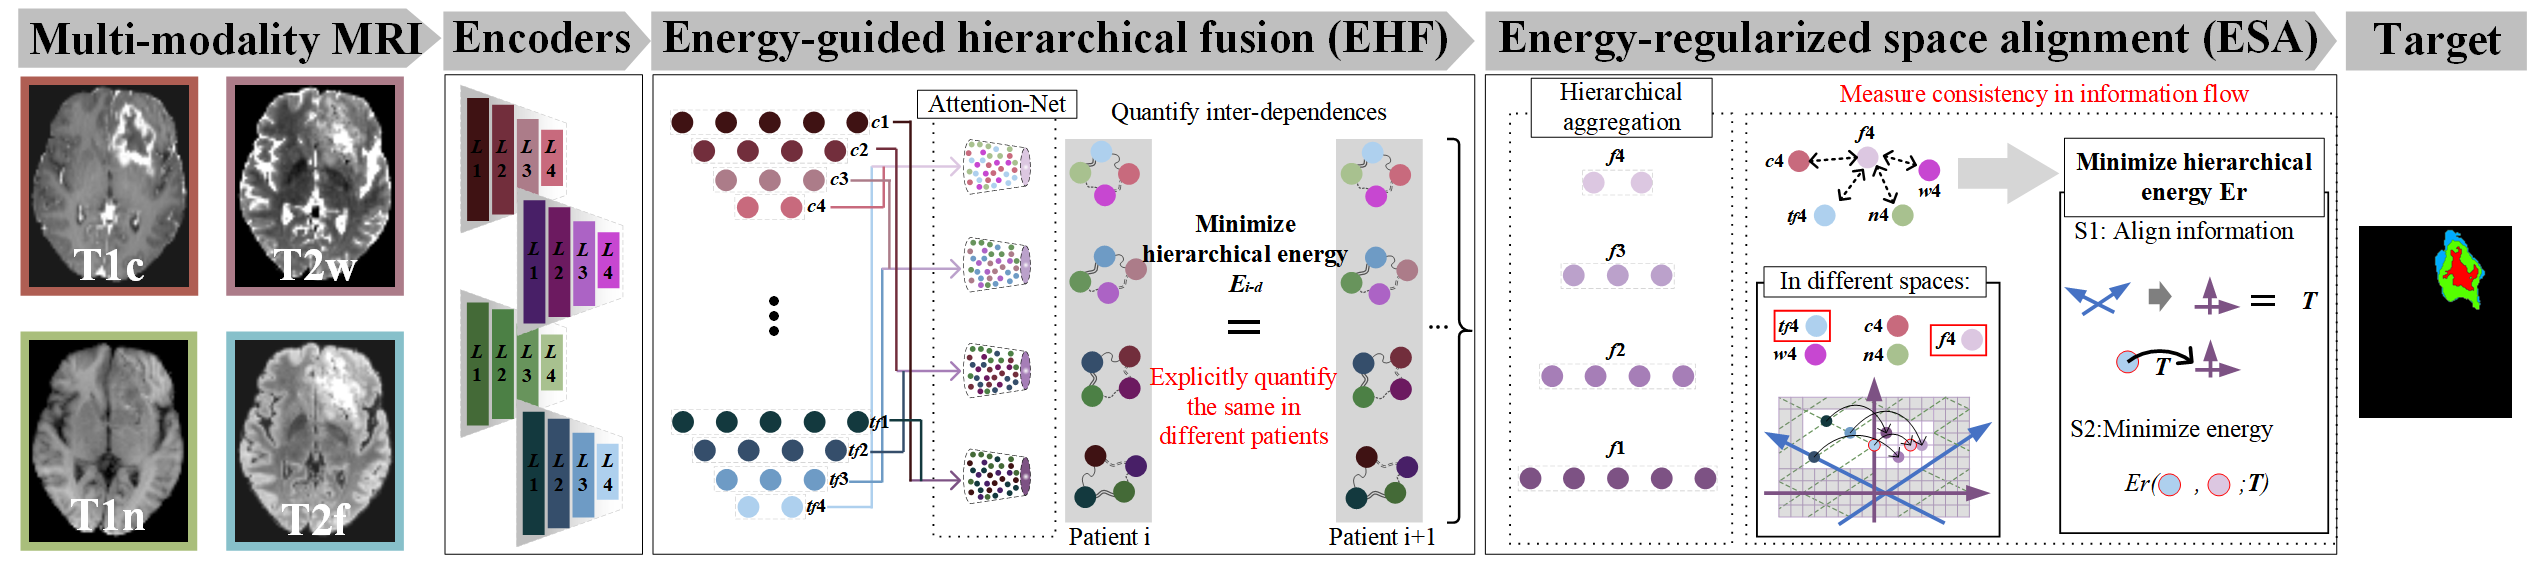 Multi-modality MRI
Encoders
Energy-guided hierarchical fusion (EHF)
Energy-regularized space alignment (ESA)
Target
T1c
T2w
T1n
T2f
L
1
L
2
L
3
L
4
L
1
L
2
L
3
L
4
L
1
L
2
L
3
L
4
L
1
L
2
L
3
L
4
c1
c2
c3
c4
tf1
tf2
tf3
tf4
Attention-Net
Quantify inter-dependences
Minimize
hierarchical energy
Ei-d
=
Explicitly quantify
the same in
different patients
Patient i
...
Patient i+1
Hierarchical
aggregation
f4
f3
f2
f1
Measure consistency in information flow
f4
c4
w4
tf4
n4
In different spaces:
tf4
c4
f4
w4
n4
Minimize hierarchical
energy Er
S1: Align information
= T
T
S2:Minimize energy
Er( , ;T)